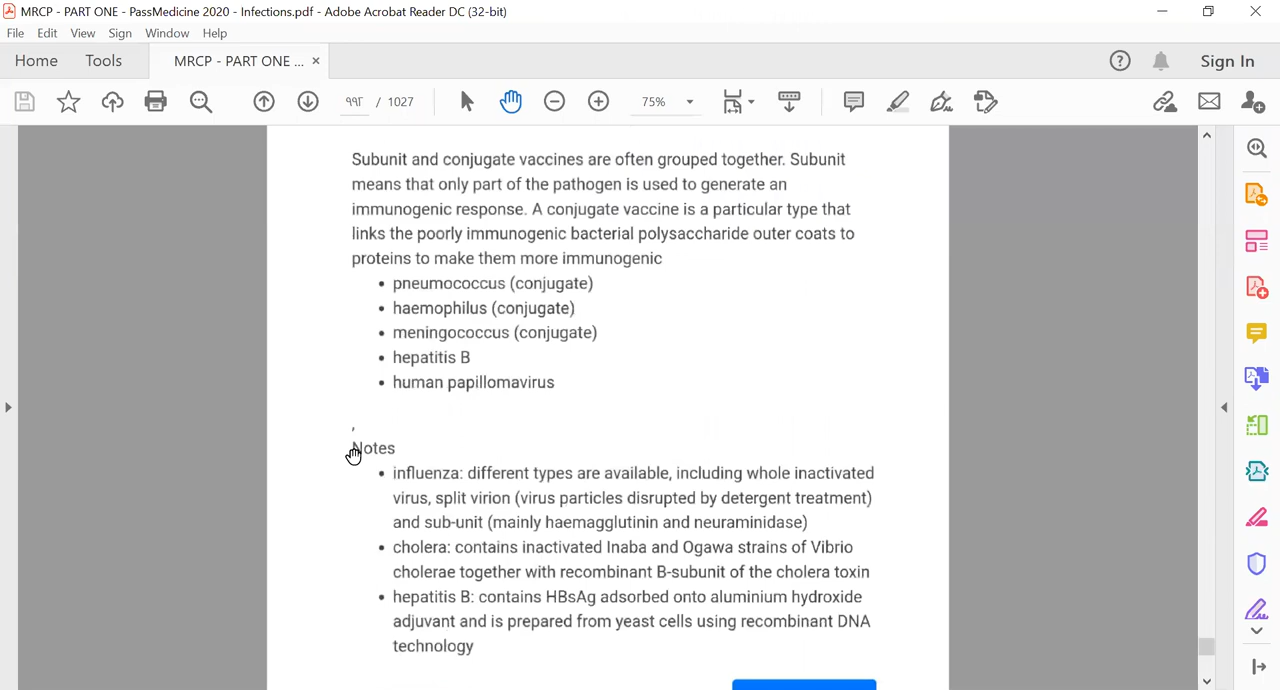 MRCP - PART ONE - PassMedicine 2020 - Infections.pdf - Adobe Acrobat Reader DC (32-bit)
File Edit View Sign Window Help
Home Tools MRCP - PART ONE ... × Sign In
٩٩٢ / 1027 75%
Subunit and conjugate vaccines are often grouped together. Subunit
means that only part of the pathogen is used to generate an
immunogenic response. A conjugate vaccine is a particular type that
links the poorly immunogenic bacterial polysaccharide outer coats to
proteins to make them more immunogenic
• pneumococcus (conjugate)
• haemophilus (conjugate)
• meningococcus (conjugate)
• hepatitis B
• human papillomavirus
,
Notes
• influenza: different types are available, including whole inactivated
virus, split virion (virus particles disrupted by detergent treatment)
and sub-unit (mainly haemagglutinin and neuraminidase)
• cholera: contains inactivated Inaba and Ogawa strains of Vibrio
cholerae together with recombinant B-subunit of the cholera toxin
• hepatitis B: contains HBsAg adsorbed onto aluminium hydroxide
adjuvant and is prepared from yeast cells using recombinant DNA
technology